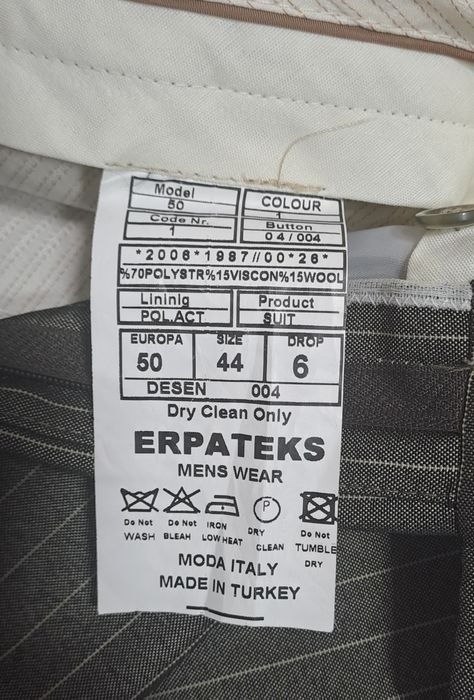 Model
50
COLOUR
1
Code Nr.
1
Button
04/004
*2006*1987//00*26*
%70POLYSTR%15VISCON%15WOOL
Lininlg
POL.ACT
Product
SUIT
EUROPA SIZE DROP
50 44 6
DESEN 004
Dry Clean Only
ERPATEKS
MENS WEAR
P
Do Not WASH
Do Not BLEAH
IRON LOW HEAT
DRY CLEAN
Do Not TUMBLE DRY
MODA ITALY
MADE IN TURKEY